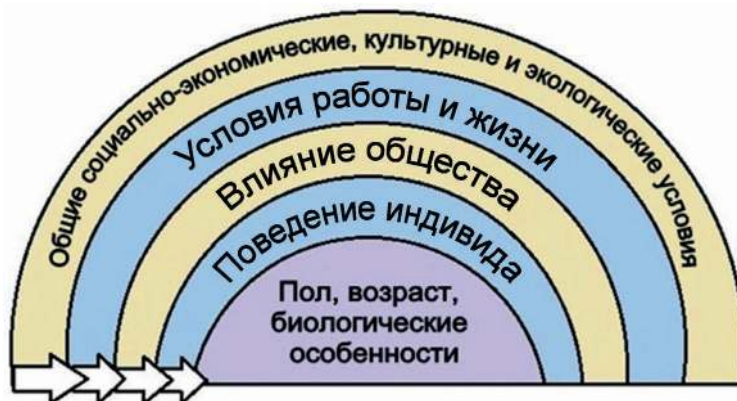 Общие социально-экономические, культурные и экологические условия
Условия работы и жизни
Влияние общества
Поведение индивида
Пол, возраст,
биологические
особенности